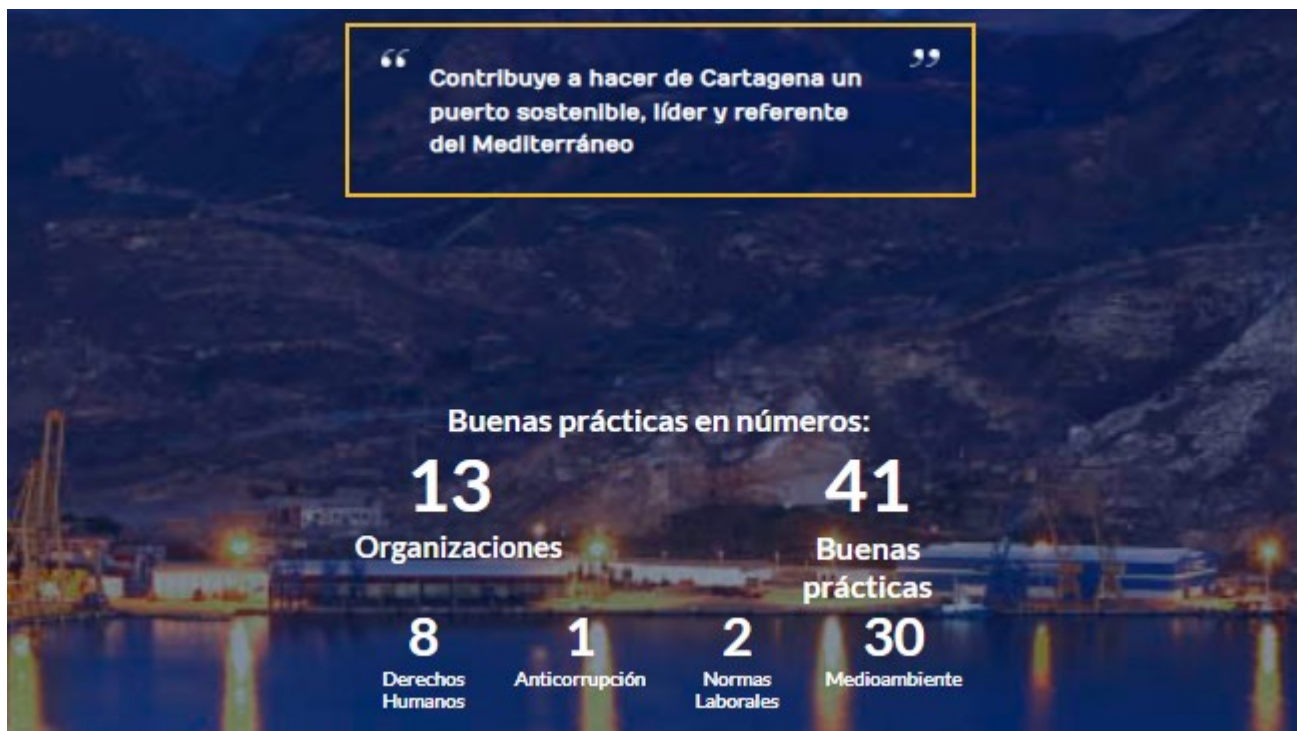 “ ”
Contribuye a hacer de Cartagena un
puerto sostenible, líder y referente
del Mediterráneo
Buenas prácticas en números:
13
Organizaciones
41
Buenas
prácticas
8
Derechos
Humanos
1
Anticorrupción
2
Normas
Laborales
30
Medioambiente